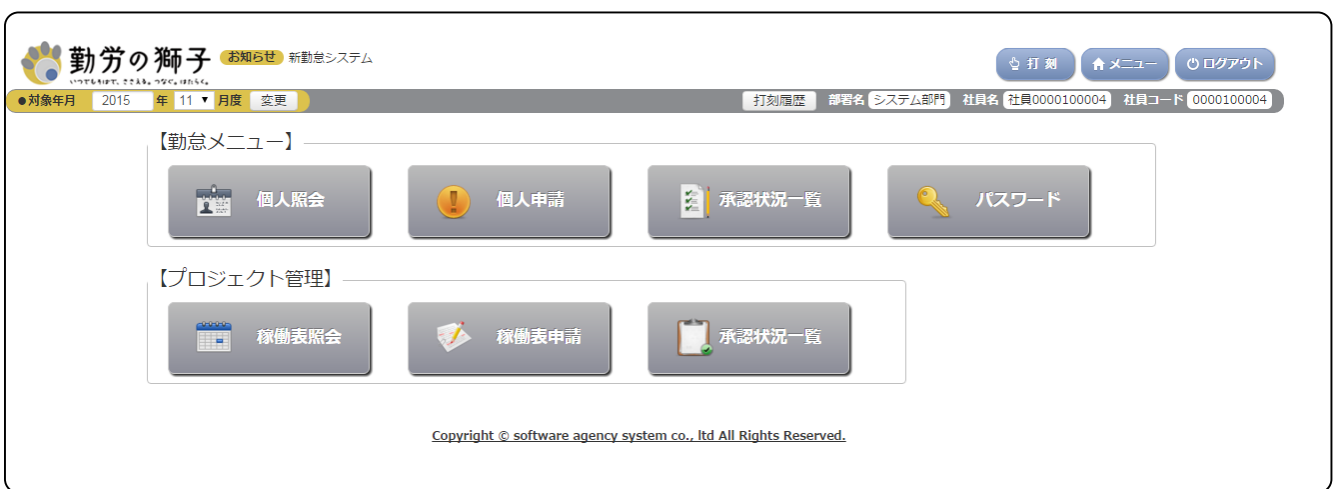 勤労の獅子 お知らせ 新勤怠システム
打 刻 メニュー ログアウト
いつでもほけて、ささえる。つなぐ。はたらく。
●対象年月 2015 年 11 ▼ 月度 変更 打刻履歴 部署名 システム部門 社員名 社員0000100004 社員コード 0000100004
【勤怠メニュー】
個人照会 個人申請 承認状況一覧 パスワード
【プロジェクト管理】
稼働表照会 稼働表申請 承認状況一覧
Copyright © software agency system co., ltd All Rights Reserved.